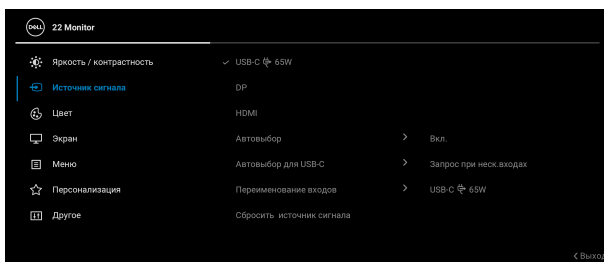 DELL 22 Monitor
Яркость / контрастность USB-C 65W
Источник сигнала DP
Цвет HDMI
Экран Автовыбор Вкл.
Меню Автовыбор для USB-C Запрос при неск.входах
Персонализация Переименование входов USB-C 65W
Другое Сбросить источник сигнала
Выход